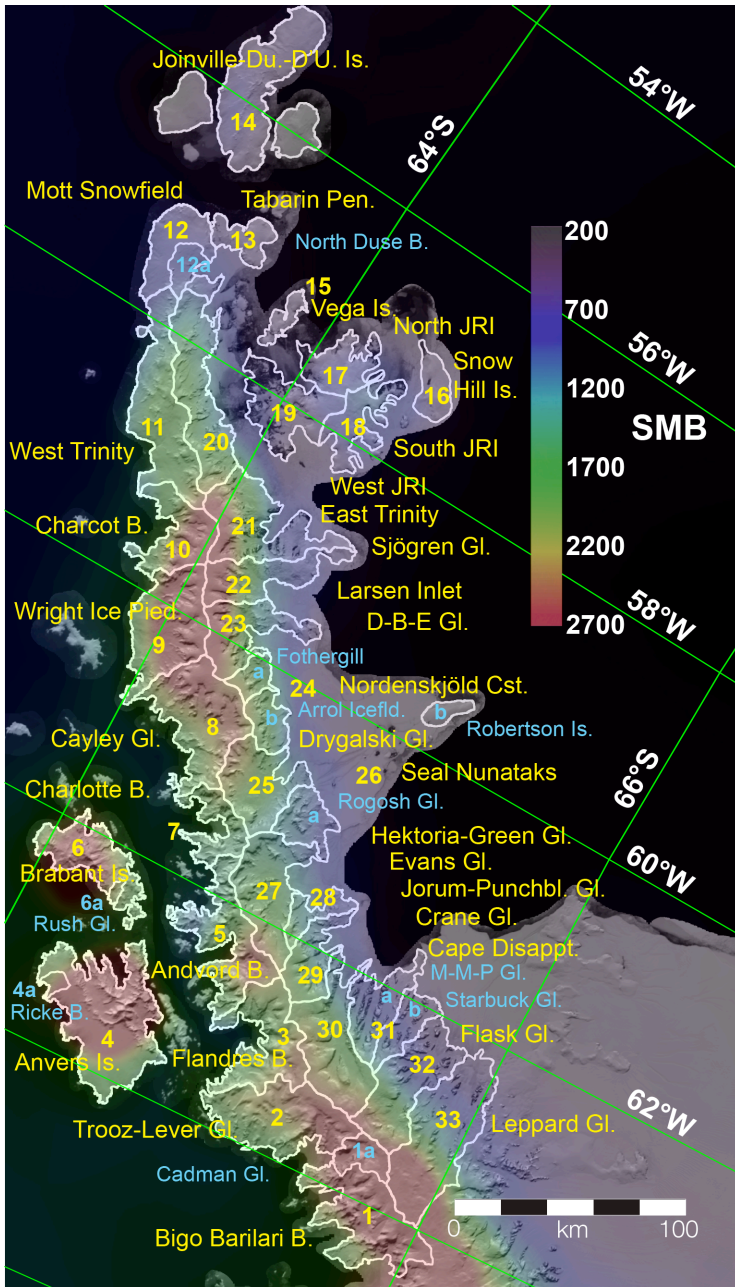 Joinville-Du.-D'U. Is.
54°W
14
64°S
Mott Snowfield
Tabarin Pen.
12
13
North Duse B.
12a
200
15
Vega Is.
North JRI
700
17
Snow
Hill Is.
16
56°W
1200
19
18
11
SMB
20
South JRI
West Trinity
1700
West JRI
East Trinity
21
Charcot B.
10
Sjögren Gl.
2200
22
Larsen Inlet
58°W
Wright Ice Pied.
23
D-B-E Gl.
2700
9
Fothergill
a
24
Nordenskjöld Cst.
b
Arrol Icefld.
b
8
Robertson Is.
Cayley Gl.
Drygalski Gl.
26
Seal Nunataks
66°S
25
Charlotte B.
Rogosh Gl.
a
7
Hektoria-Green Gl.
6
Evans Gl.
60°W
Brabant Is.
27
28
Jorum-Punchbl. Gl.
6a
Rush Gl.
Crane Gl.
5
Cape Disappt.
Andvord B.
29
M-M-P Gl.
4a
a
b
Starbuck Gl.
Ricke B.
31
4
3
30
Flask Gl.
Anvers Is.
Flandres B.
32
62°W
2
33
Leppard Gl.
Trooz-Lever Gl.
1a
Cadman Gl.
1
0
km
100
Bigo Barilari B.